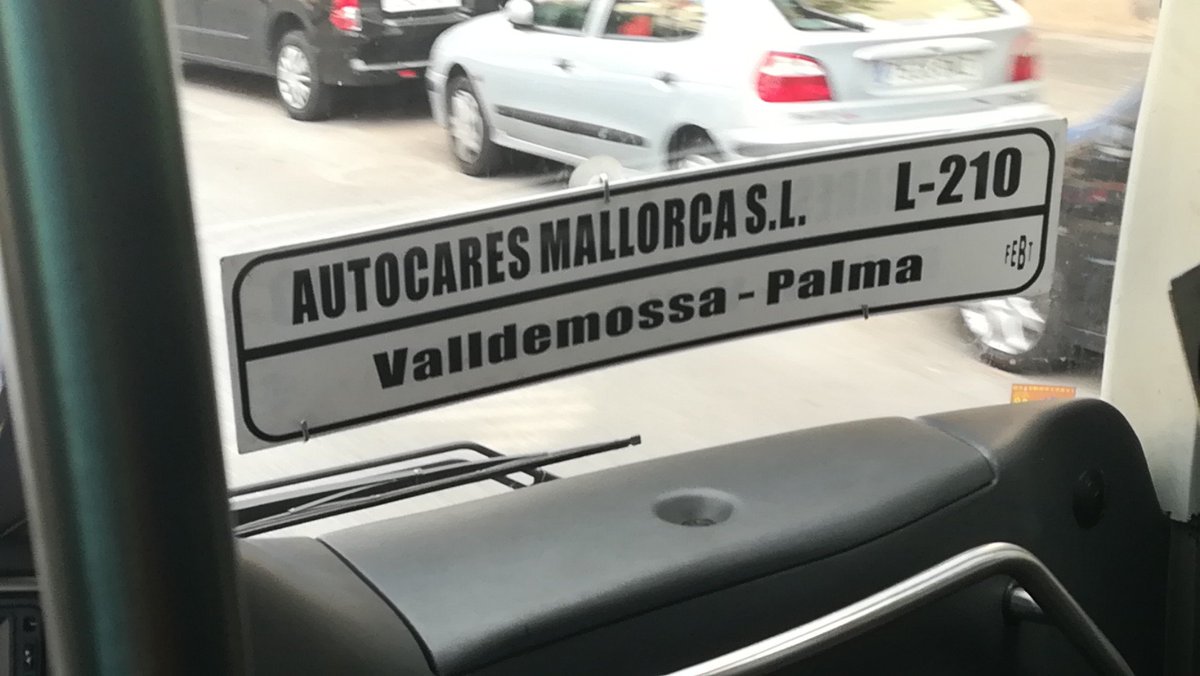 AUTOCARES MALLORCA S.L. L-210
Valldemossa - Palma
FEBT